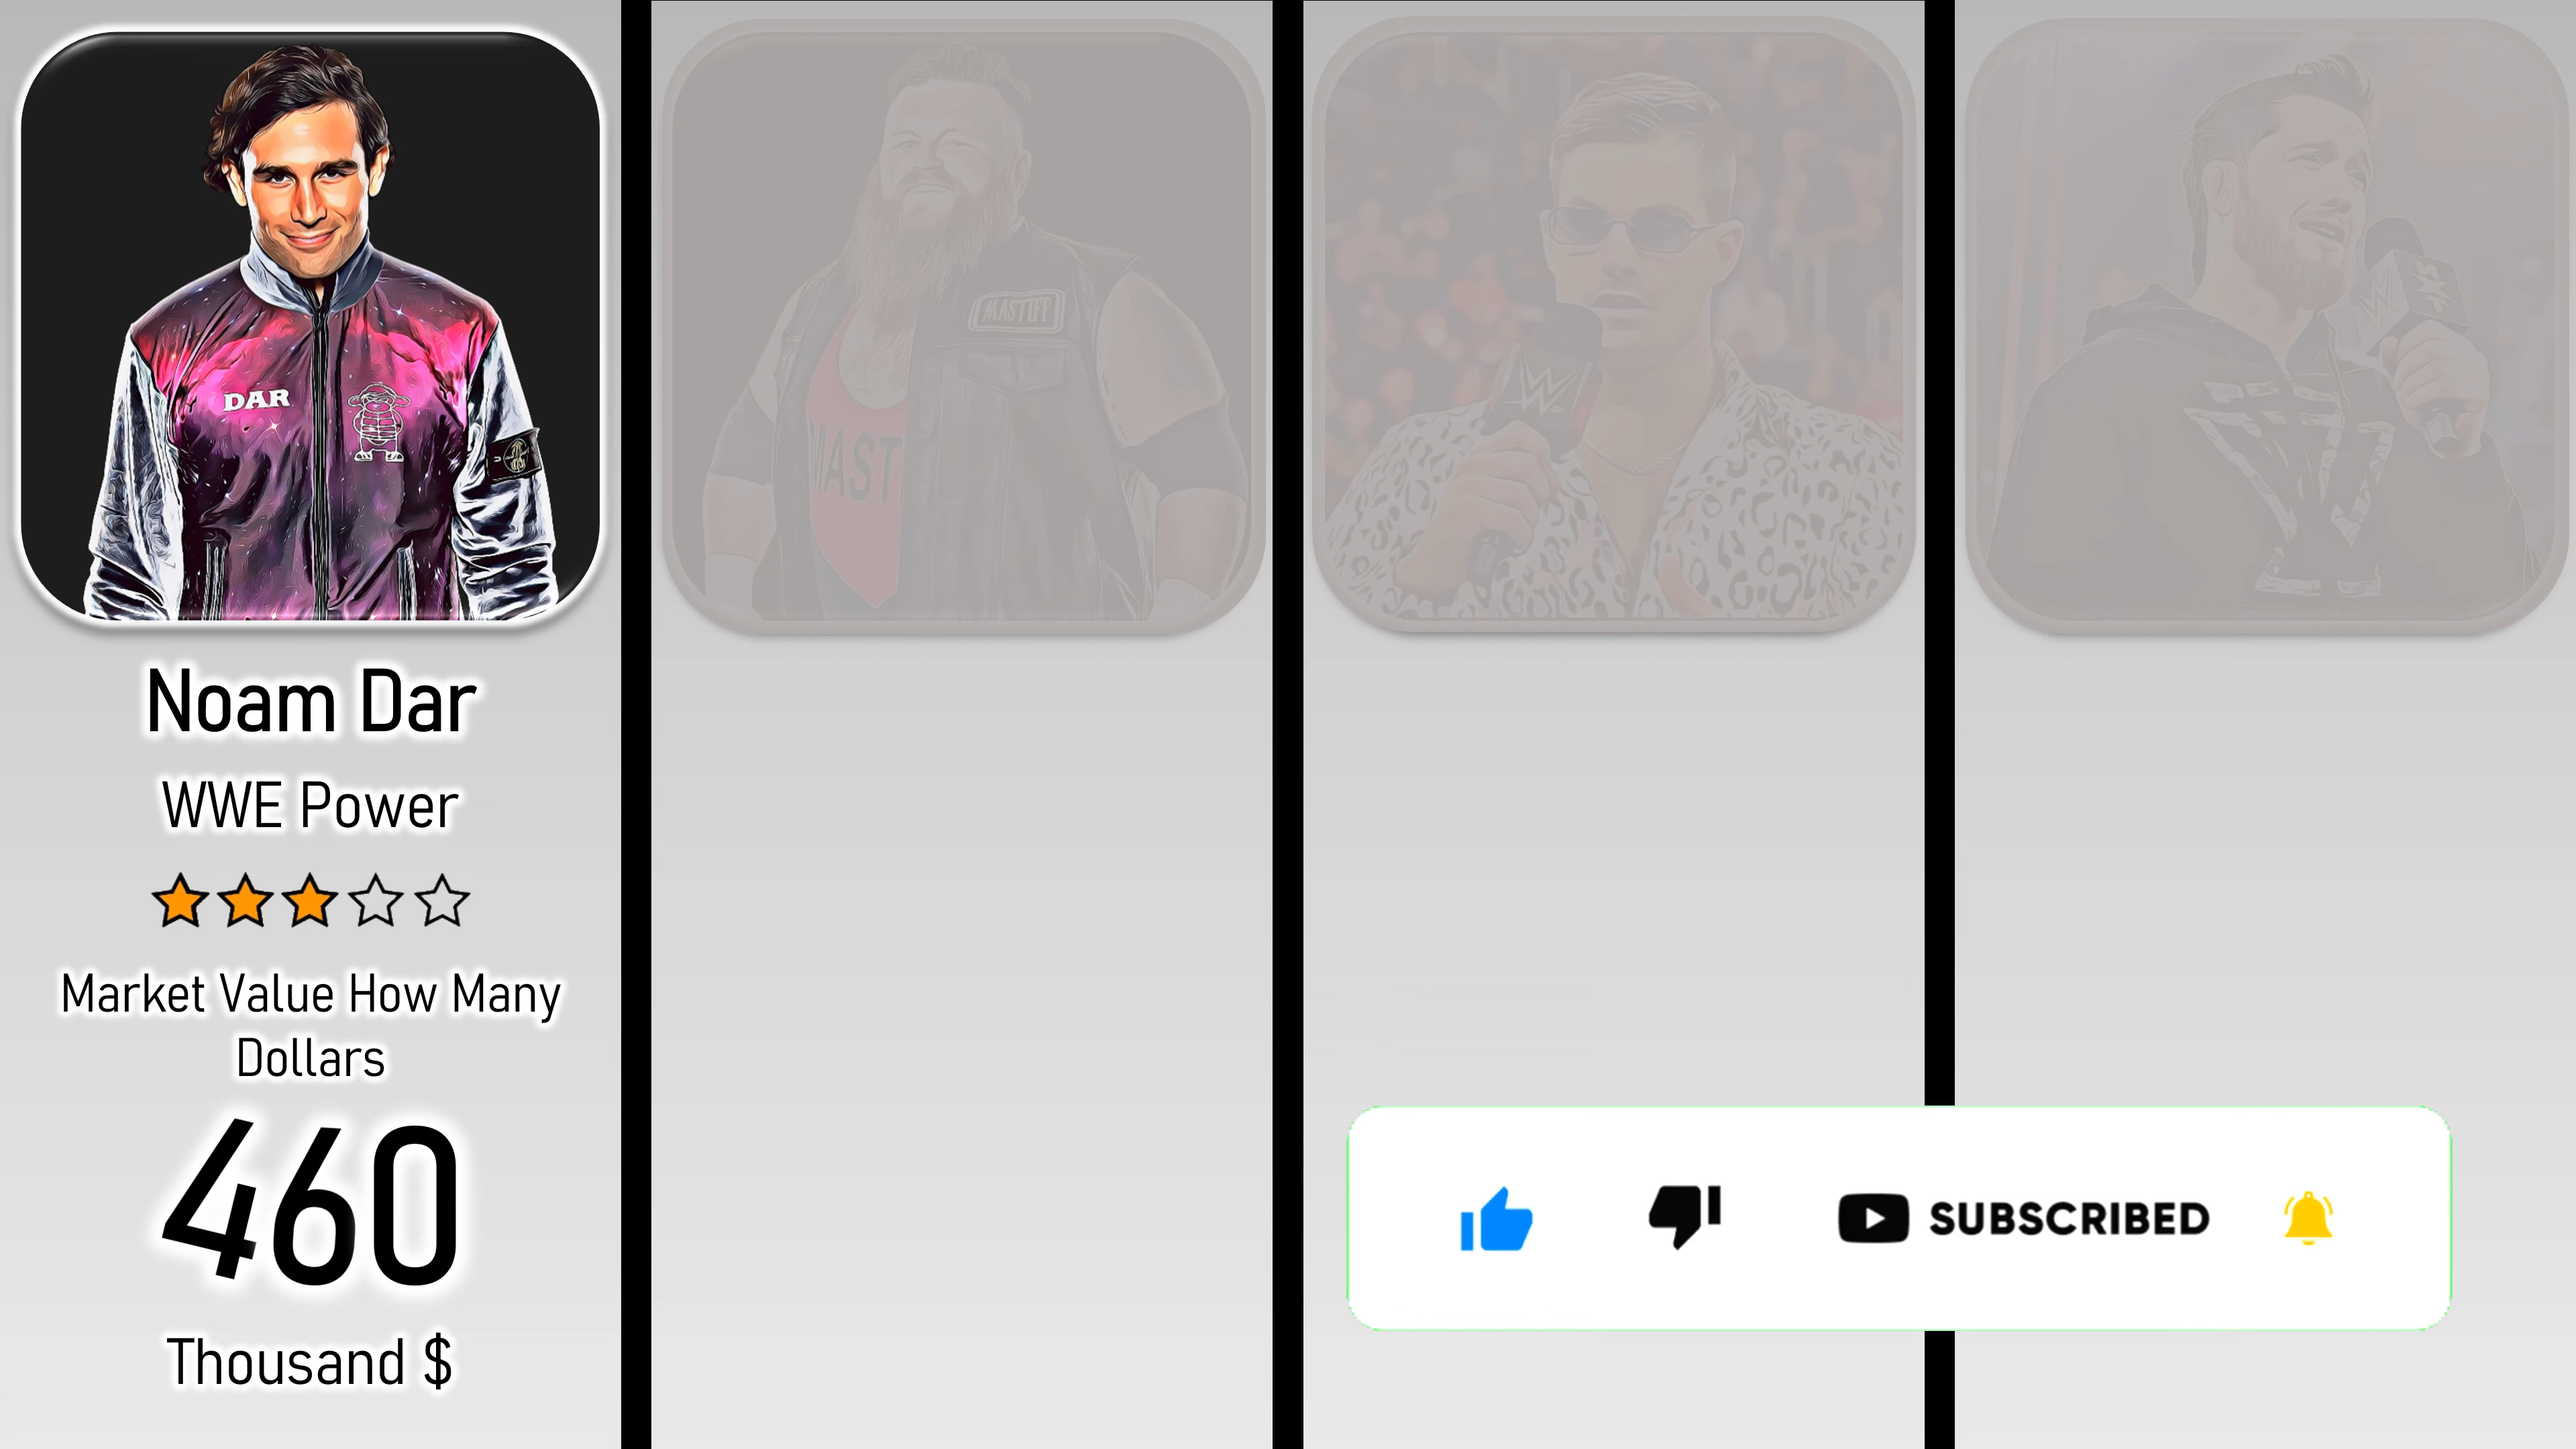 DAR
Noam Dar
WWE Power
Market Value How Many
Dollars
460
Thousand $
MASTIFF
MAST
W
SUBSCRIBED